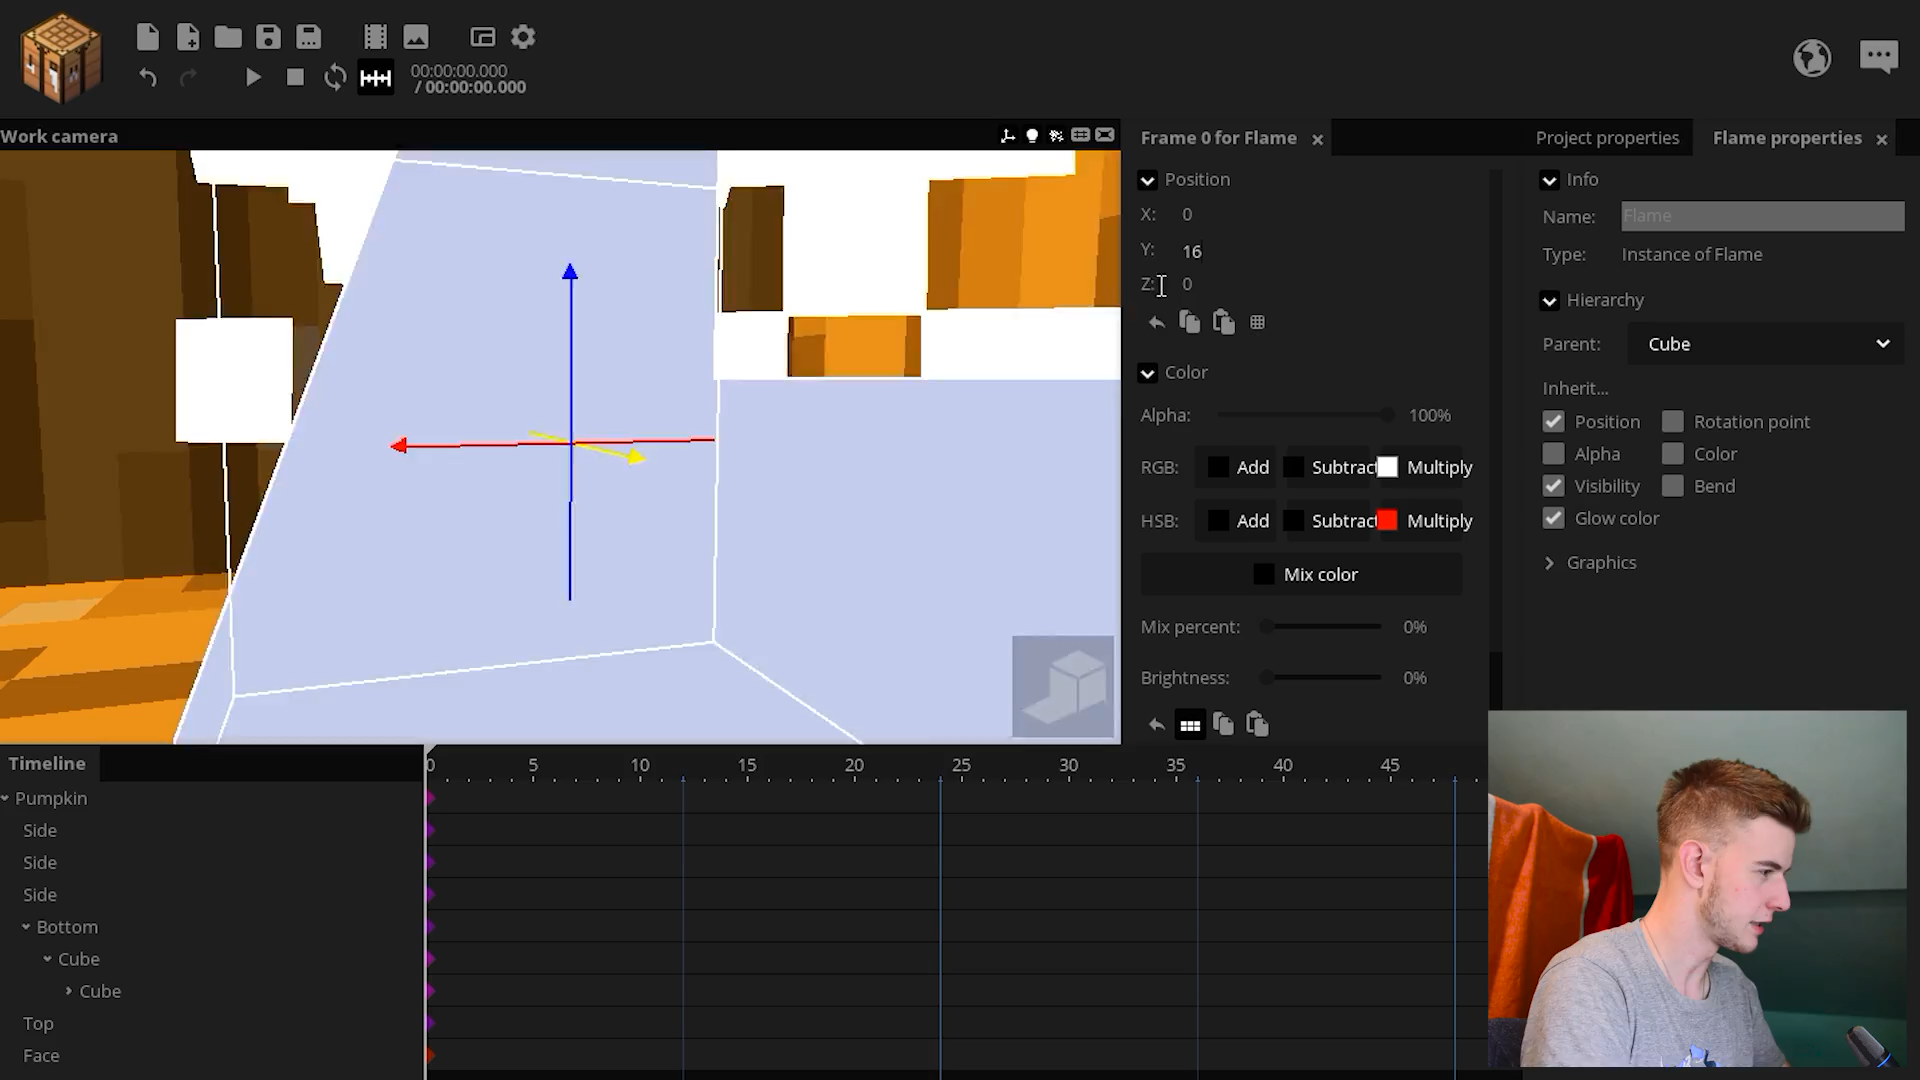 00:00:00.000
/ 00:00:00.000
Work camera
Frame 0 for Flame
Position
X: 0
Y: 16
Z: 0
Color
Alpha: 100%
RGB: Add Subtract Multiply
HSB: Add Subtract Multiply
Mix color
Mix percent: 0%
Brightness: 0%
Project properties
Flame properties
Info
Name: Flame
Type: Instance of Flame
Hierarchy
Parent: Cube
Inherit...
Position Rotation point
Alpha Color
Visibility Bend
Glow color
Graphics
Timeline
0 5 10 15 20 25 30 35 40 45
Pumpkin
Side
Side
Side
Bottom
Cube
Cube
Top
Face